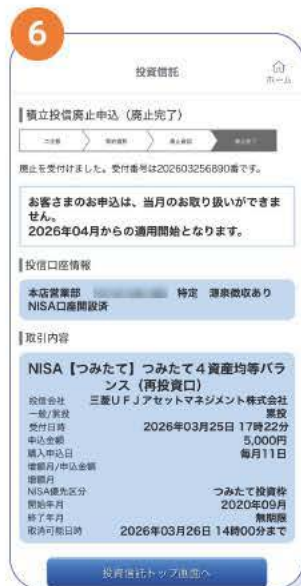 6
投資信託
ホーム
積立投信廃止申込（廃止完了）
廃止を受付けました。受付番号は202603256890番です。
お客さまのお申込は、当月のお取り扱いができま
せん。
2026年04月からの適用開始となります。
投信口座情報
本店営業部 特定 源泉徴収あり
NISA口座開設済
取引内容
NISA【つみたて】つみたて４資産均等バラ
ンス（再投資口）
投信会社 三菱ＵＦＪアセットマネジメント株式会社
一般/累投 累投
受付日時 2026年03月25日 17時22分
申込金額 5,000円
購入申込日 毎月11日
増額月/申込金額
増額月
NISA優先区分 つみたて投資枠
開始年月 2020年09月
終了年月 無期限
取消可能日時 2026年03月26日 14時00分まで
投資信託トップ画面へ